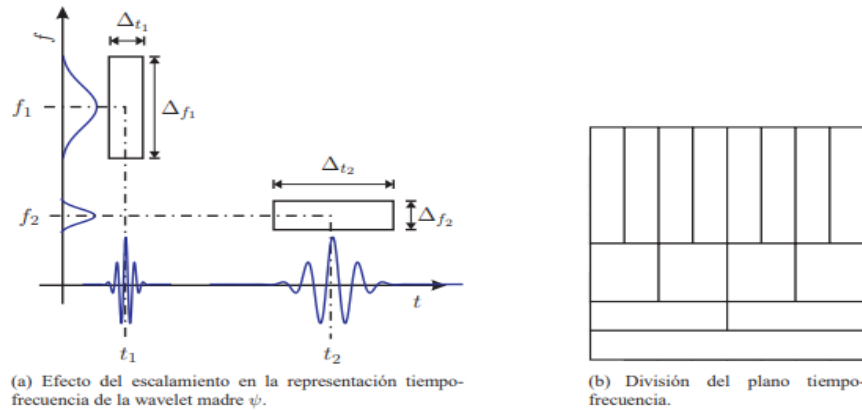 f
Δt₁
f₁
Δf₁
Δt₂
f₂
Δf₂
t
t₁
t₂
(a) Efecto del escalamiento en la representación tiempo-
frecuencia de la wavelet madre ψ.
(b) División del plano tiempo-
frecuencia.